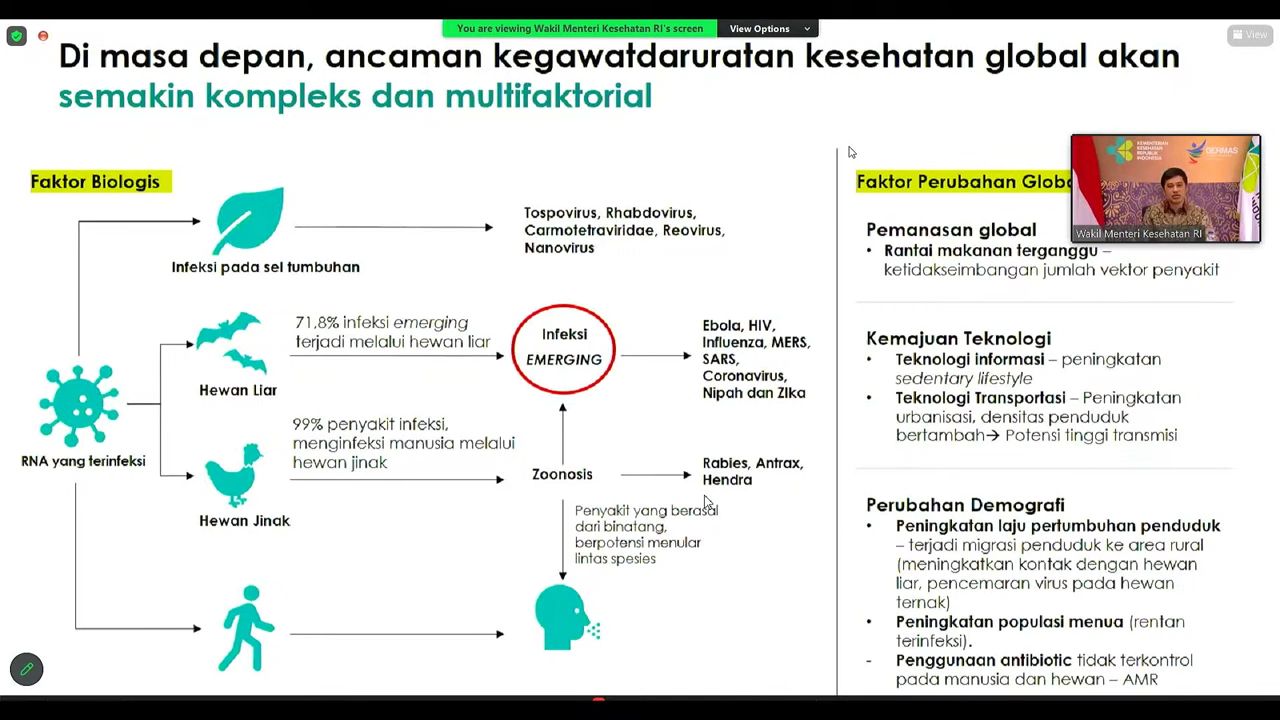 You are viewing Wakil Menteri Kesehatan RI's screen
View Options
View
Di masa depan, ancaman kegawatdaruratan kesehatan global akan
semakin kompleks dan multifaktorial
Faktor Biologis
Infeksi pada sel tumbuhan
Tospovirus, Rhabdovirus,
Carmotetraviridae, Reovirus,
Nanovirus
71,8% infeksi emerging
terjadi melalui hewan liar
Hewan Liar
Infeksi
EMERGING
Ebola, HIV,
Influenza, MERS,
SARS,
Coronavirus,
Nipah dan Zika
RNA yang terinfeksi
99% penyakit infeksi,
menginfeksi manusia melalui
hewan jinak
Hewan Jinak
Zoonosis
Rabies, Antrax,
Hendra
Penyakit yang berasal
dari binatang,
berpotensi menular
lintas spesies
Faktor Perubahan Globa
KEMENTERIAN
KESEHATAN
REPUBLIK
INDONESIA
GERMAS
Wakil Menteri Kesehatan RI
Pemanasan global
• Rantai makanan terganggu –
ketidakseimbangan jumlah vektor penyakit
Kemajuan Teknologi
• Teknologi informasi – peningkatan
sedentary lifestyle
• Teknologi Transportasi – Peningkatan
urbanisasi, densitas penduduk
bertambah→ Potensi tinggi transmisi
Perubahan Demografi
• Peningkatan laju pertumbuhan penduduk
– terjadi migrasi penduduk ke area rural
(meningkatkan kontak dengan hewan
liar, pencemaran virus pada hewan
ternak)
• Peningkatan populasi menua (rentan
terinfeksi).
- Penggunaan antibiotic tidak terkontrol
pada manusia dan hewan – AMR